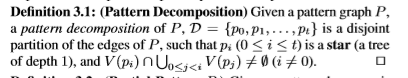 Definition 3.1: (Pattern Decomposition) Given a pattern graph P,
a pattern decomposition of P, D = {p₀, p₁, . . . , pₜ} is a disjoint
partition of the edges of P, such that pᵢ (0 ≤ i ≤ t) is a star (a tree
of depth 1), and V(pᵢ) ∩ ⋃₀≤ⱼ<ᵢ V(pⱼ) ≠ ∅ (i ≠ 0). □